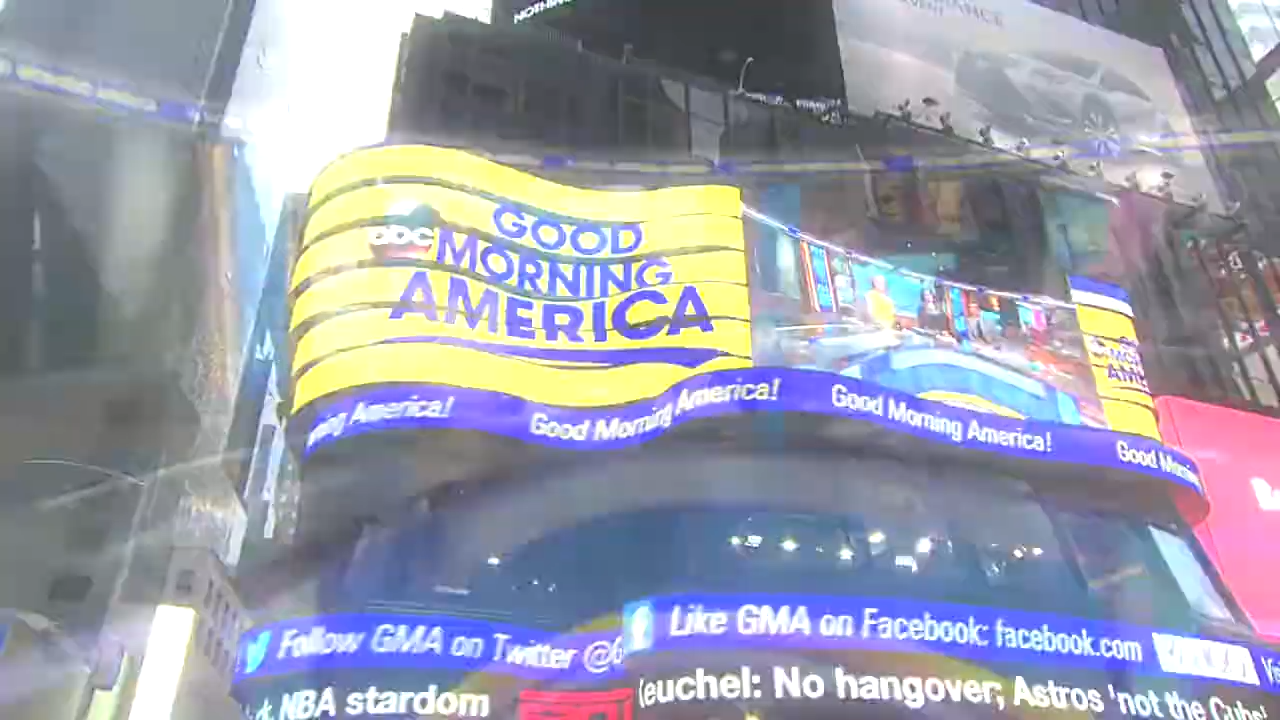 abc
GOOD
MORNING
AMERICA
America!
Good Morning America!
Good Morning America!
Good
Follow GMA on Twitter
Like GMA on Facebook: facebook.com
NBA stardom
No hangover; Astros 'not the Cubs'